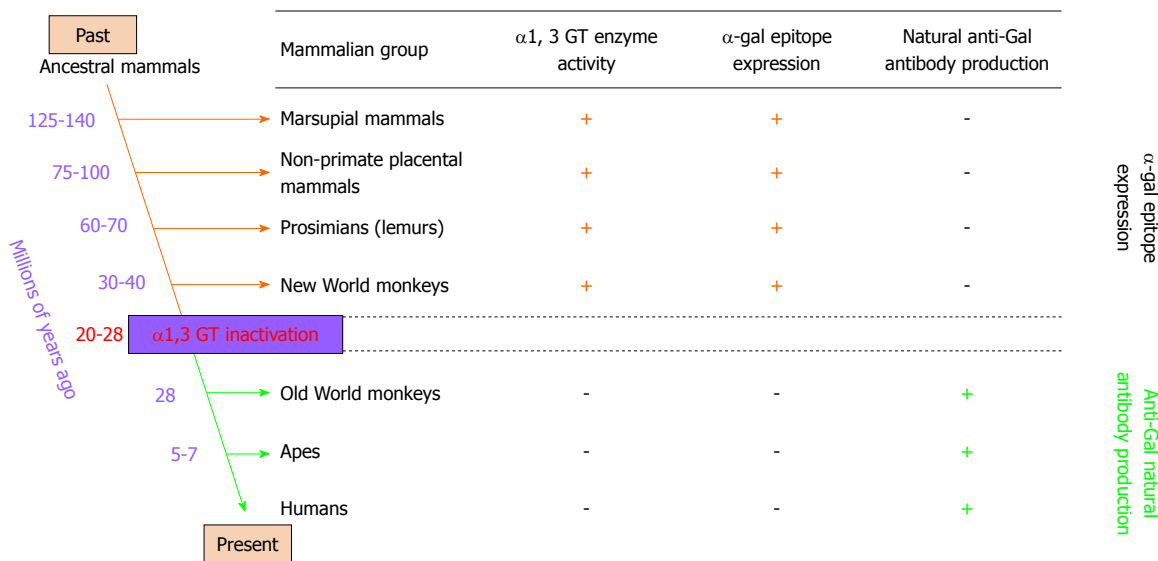 Past
Ancestral mammals
Mammalian group
α1, 3 GT enzyme
activity
α-gal epitope
expression
Natural anti-Gal
antibody production
125-140
Marsupial mammals
+
+
-
75-100
Non-primate placental
mammals
+
+
-
60-70
Prosimians (lemurs)
+
+
-
30-40
New World monkeys
+
+
-
α-gal epitope
expression
Millions of years ago
20-28
α1,3 GT inactivation
28
Old World monkeys
-
-
+
5-7
Apes
-
-
+
Humans
-
-
+
Anti-Gal natural
antibody production
Present